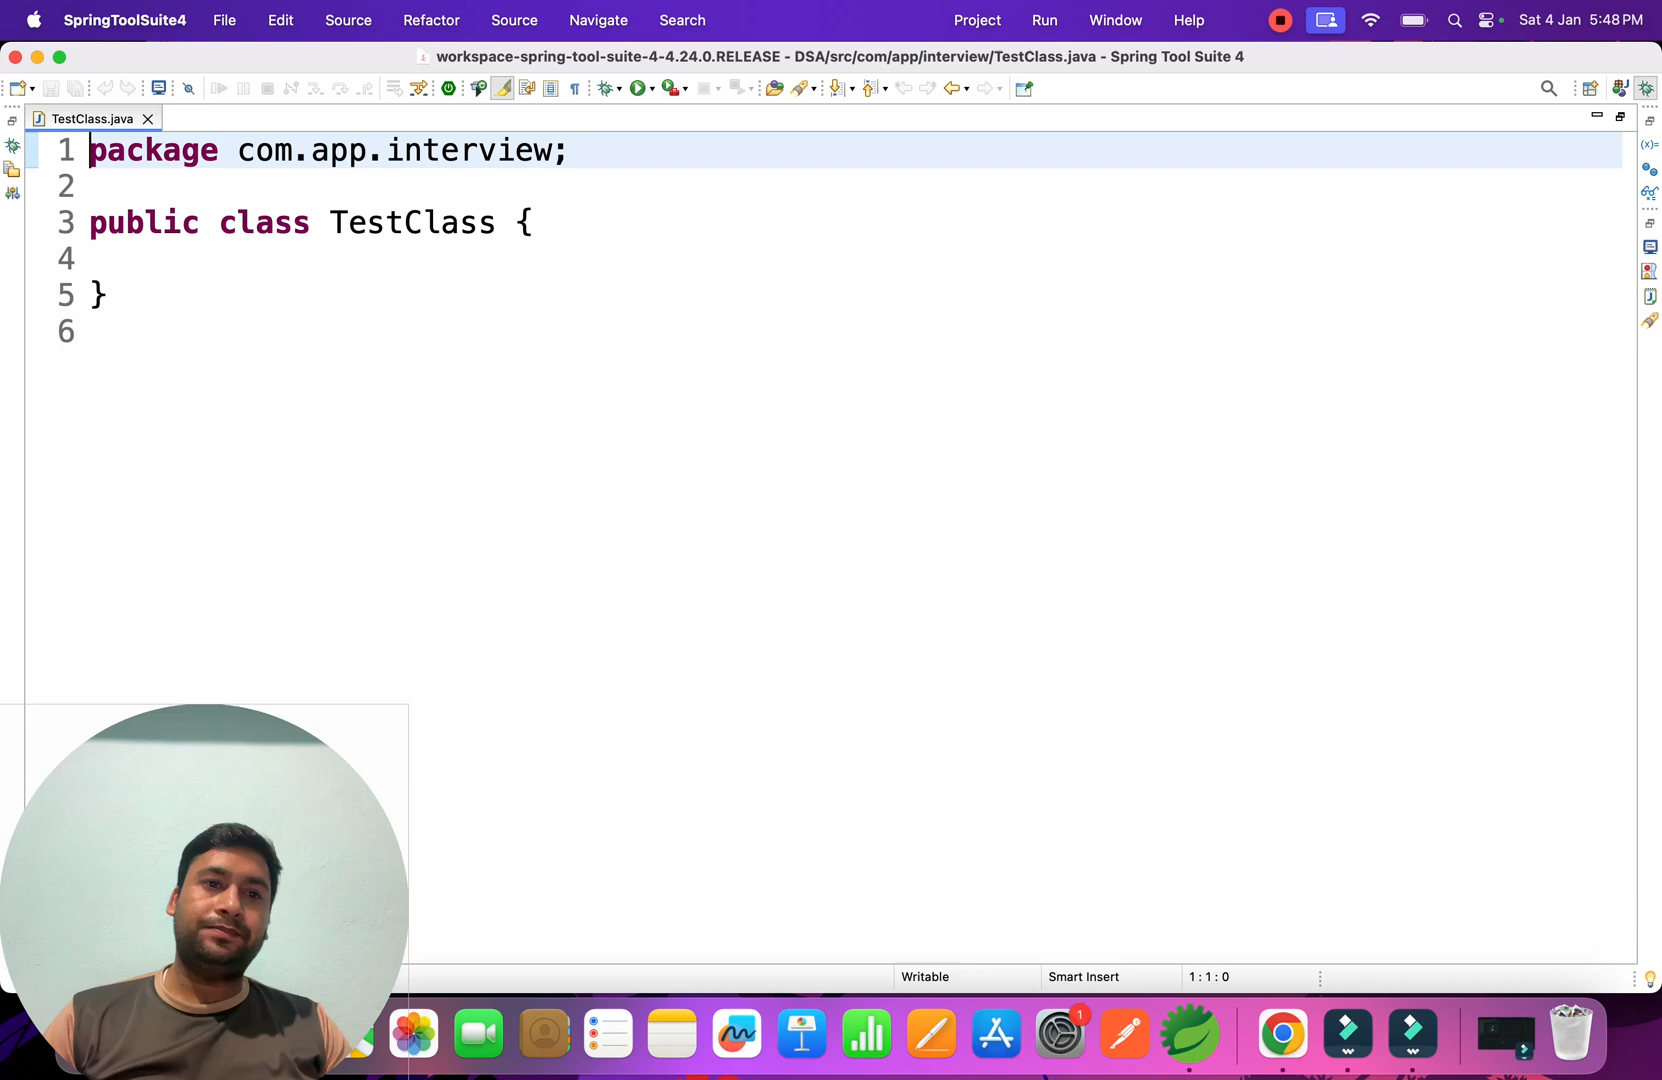 SpringToolSuite4 File Edit Source Refactor Source Navigate Search Project Run Window Help Sat 4 Jan 5:48 PM
workspace-spring-tool-suite-4-4.24.0.RELEASE - DSA/src/com/app/interview/TestClass.java - Spring Tool Suite 4
TestClass.java
1 package com.app.interview;
2
3 public class TestClass {
4
5 }
6
Writable Smart Insert 1 : 1 : 0
1